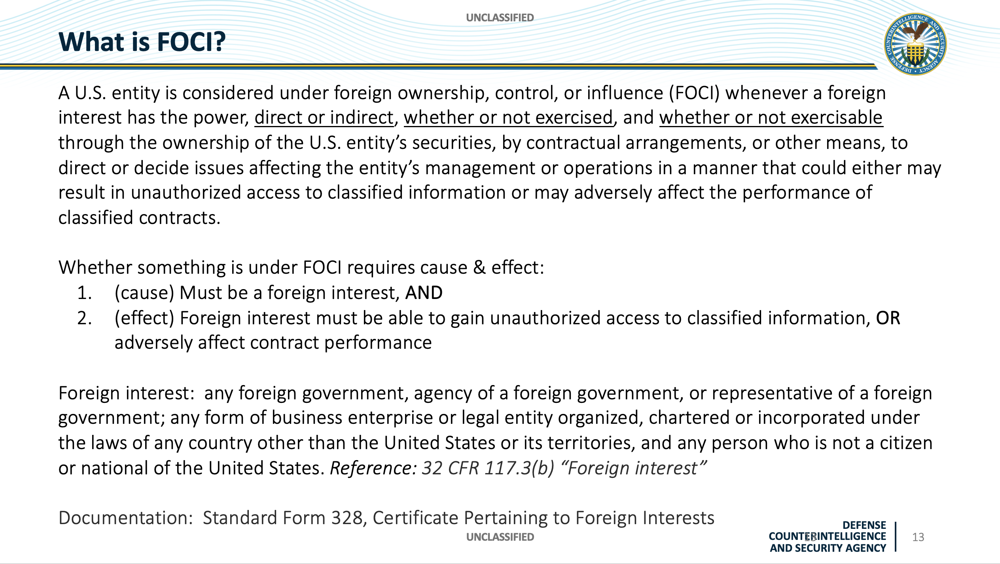 UNCLASSIFIED
What is FOCI?
DEFENSE COUNTERINTELLIGENCE AND SECURITY AGENCY •
A U.S. entity is considered under foreign ownership, control, or influence (FOCI) whenever a foreign
interest has the power, direct or indirect, whether or not exercised, and whether or not exercisable
through the ownership of the U.S. entity’s securities, by contractual arrangements, or other means, to
direct or decide issues affecting the entity’s management or operations in a manner that could either may
result in unauthorized access to classified information or may adversely affect the performance of
classified contracts.
Whether something is under FOCI requires cause & effect:
1. (cause) Must be a foreign interest, AND
2. (effect) Foreign interest must be able to gain unauthorized access to classified information, OR
adversely affect contract performance
Foreign interest:  any foreign government, agency of a foreign government, or representative of a foreign
government; any form of business enterprise or legal entity organized, chartered or incorporated under
the laws of any country other than the United States or its territories, and any person who is not a citizen
or national of the United States. Reference: 32 CFR 117.3(b) “Foreign interest”
Documentation:  Standard Form 328, Certificate Pertaining to Foreign Interests
UNCLASSIFIED
DEFENSE
COUNTERINTELLIGENCE
AND SECURITY AGENCY
13
13